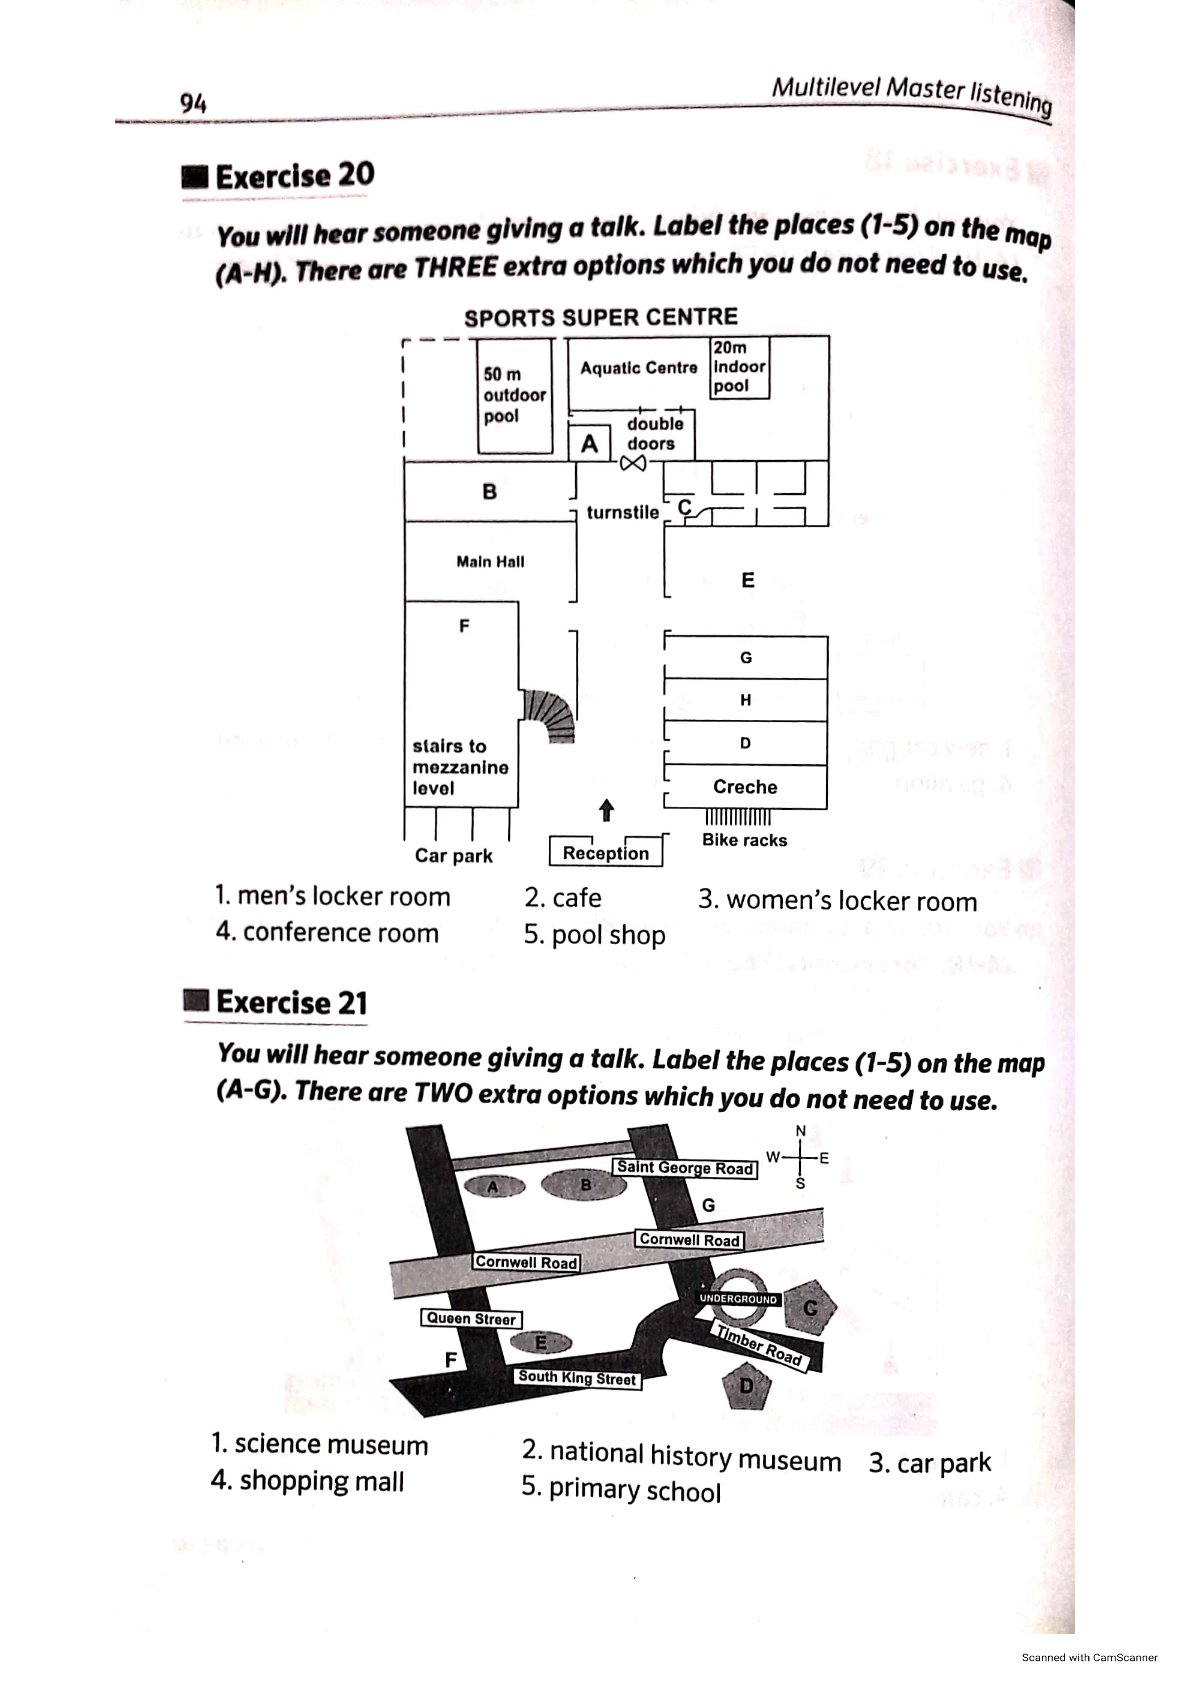 94
Multilevel Master listening
Exercise 20
You will hear someone giving a talk. Label the places (1-5) on the map
(A-H). There are THREE extra options which you do not need to use.
SPORTS SUPER CENTRE
50 m
outdoor
pool
Aquatic Centre
20m
Indoor
pool
double
doors
A
B
turnstile
C
Main Hall
E
F
G
H
D
stairs to
mezzanine
level
Creche
Car park
Reception
Bike racks
1. men's locker room
2. cafe
3. women's locker room
4. conference room
5. pool shop
Exercise 21
You will hear someone giving a talk. Label the places (1-5) on the map
(A-G). There are TWO extra options which you do not need to use.
N
W
E
S
Saint George Road
A
B
G
Cornwell Road
Cornwell Road
UNDERGROUND
C
Queen Streer
Timber Road
E
F
South King Street
D
1. science museum
2. national history museum
3. car park
4. shopping mall
5. primary school
Scanned with CamScanner